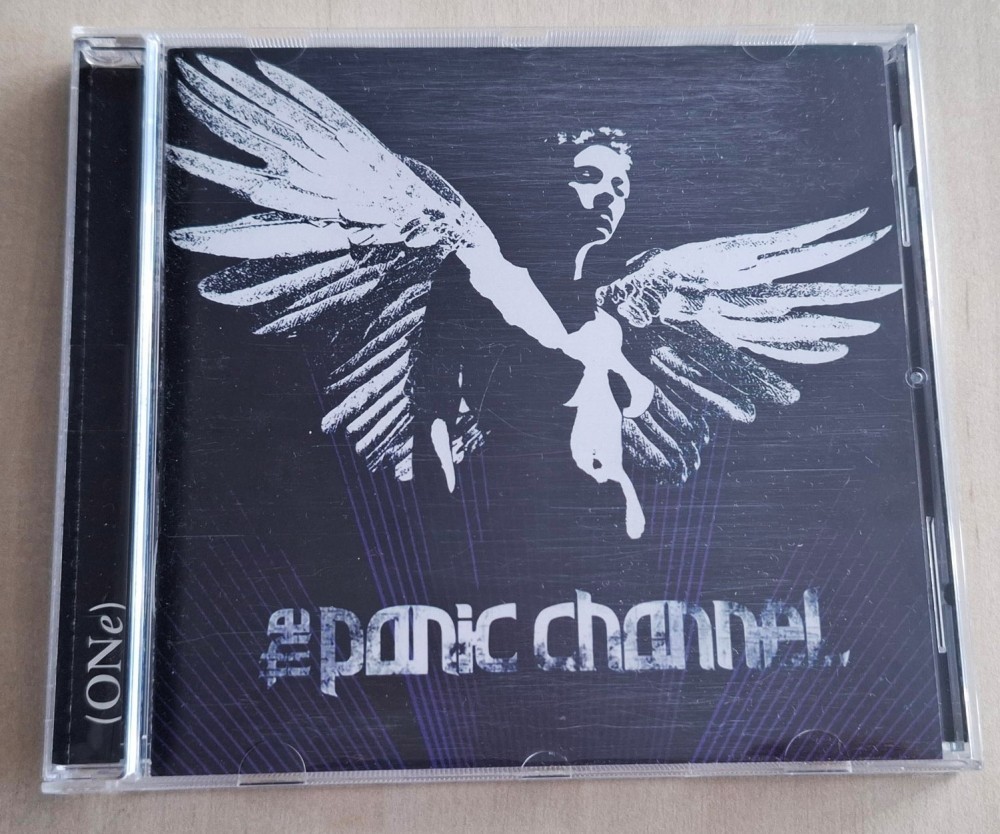 (ONe)
the panic channel